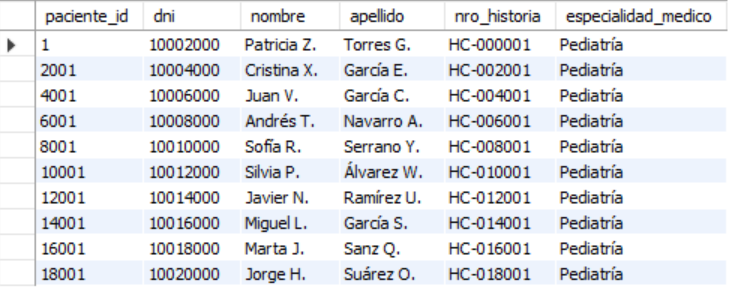 paciente_id dni nombre apellido nro_historia especialidad_medico
1 10002000 Patricia Z. Torres G. HC-000001 Pediatría
2001 10004000 Cristina X. García E. HC-002001 Pediatría
4001 10006000 Juan V. García C. HC-004001 Pediatría
6001 10008000 Andrés T. Navarro A. HC-006001 Pediatría
8001 10010000 Sofía R. Serrano Y. HC-008001 Pediatría
10001 10012000 Silvia P. Álvarez W. HC-010001 Pediatría
12001 10014000 Javier N. Ramírez U. HC-012001 Pediatría
14001 10016000 Miguel L. García S. HC-014001 Pediatría
16001 10018000 Marta J. Sanz Q. HC-016001 Pediatría
18001 10020000 Jorge H. Suárez O. HC-018001 Pediatría